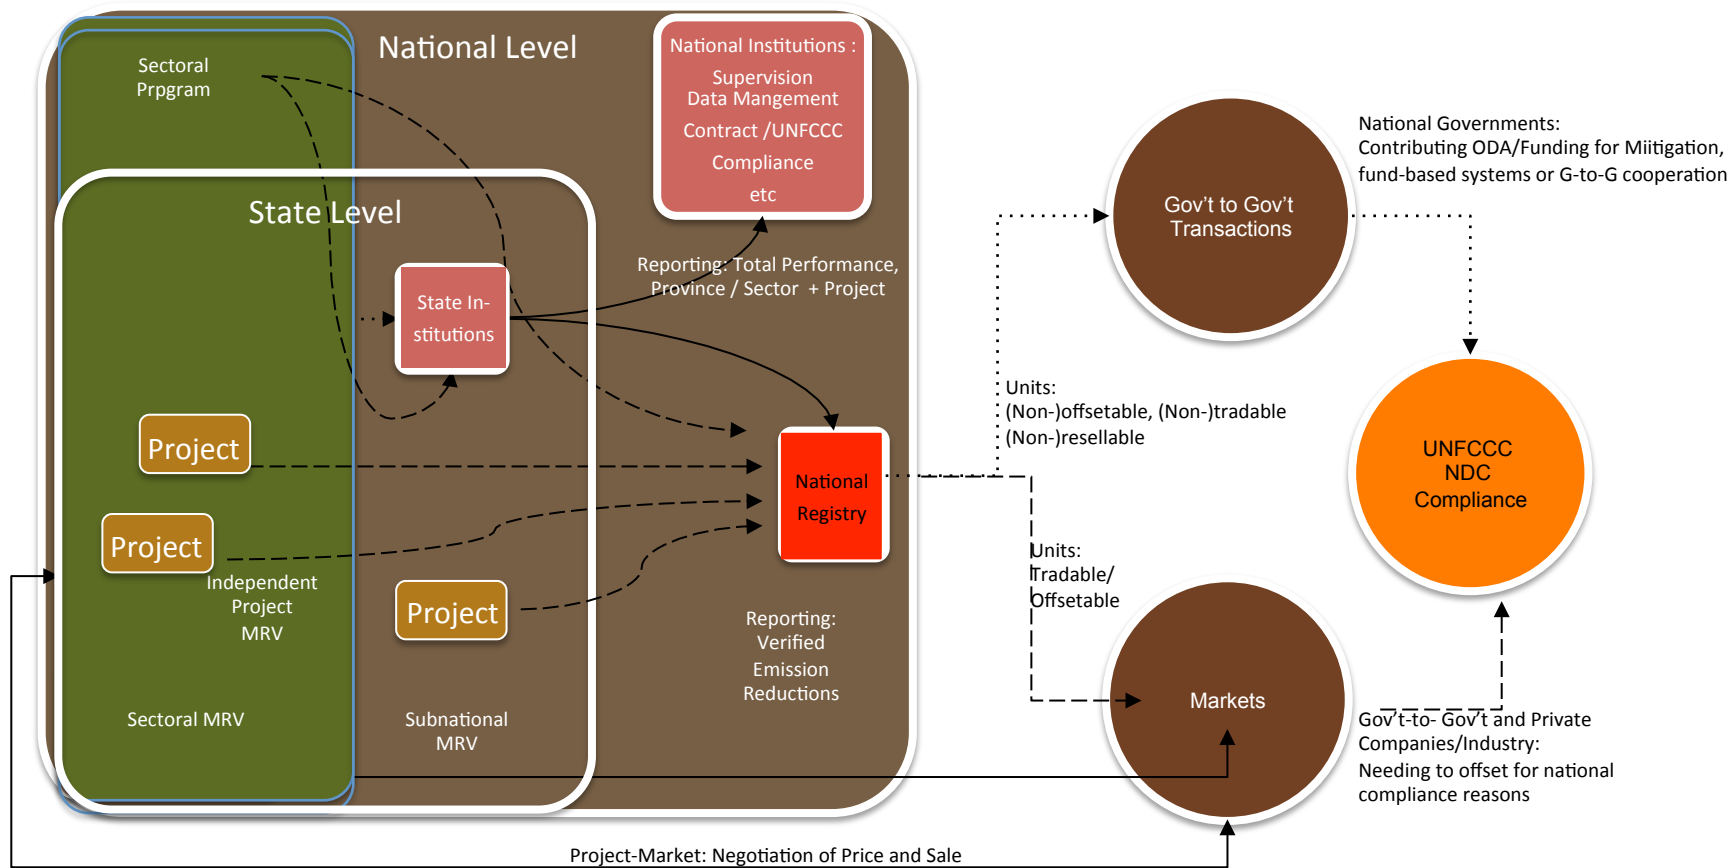 National Level
Sectoral
Prpgram
National Institutions :
Supervision
Data Mangement
Contract /UNFCCC
Compliance
etc
State Level
State In-
stitutions
Reporting: Total Performance,
Province / Sector + Project
Project
Project
Independent
Project
MRV
Project
National
Registry
Reporting:
Verified
Emission
Reductions
Sectoral MRV
Subnational
MRV
Gov't to Gov't
Transactions
National Governments:
Contributing ODA/Funding for Miitigation,
fund-based systems or G-to-G cooperation
Units:
(Non-)offsetable, (Non-)tradable
(Non-)resellable
UNFCCC
NDC
Compliance
Units:
Tradable/
Offsetable
Markets
Gov't-to- Gov't and Private
Companies/Industry:
Needing to offset for national
compliance reasons
Project-Market: Negotiation of Price and Sale